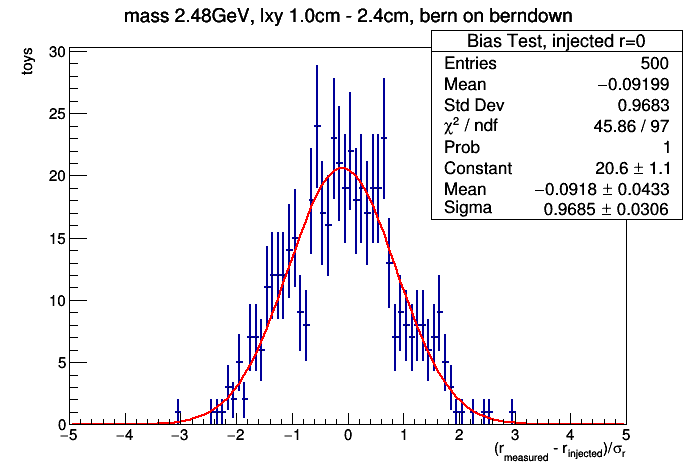 mass 2.48GeV, lxy 1.0cm - 2.4cm, bern on berndown
Bias Test, injected r=0
Entries 500
Mean −0.09199
Std Dev 0.9683
χ² / ndf 45.86 / 97
Prob 1
Constant 20.6 ± 1.1
Mean −0.0918 ± 0.0433
Sigma 0.9685 ± 0.0306
toys
30
25
20
15
10
5
0
−5 −4 −3 −2 −1 0 1 2 3 4 5
(r_measured - r_injected)/σ_r